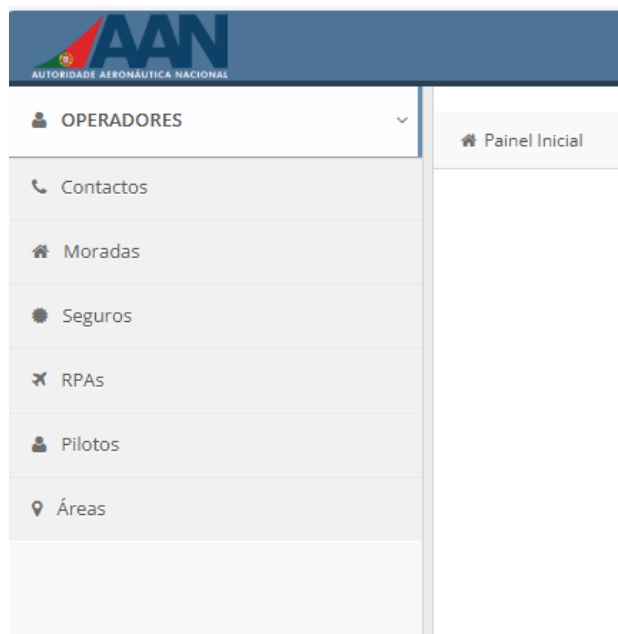 AAN
AUTORIDADE AERONÁUTICA NACIONAL
OPERADORES
Painel Inicial
Contactos
Moradas
Seguros
RPAs
Pilotos
Áreas